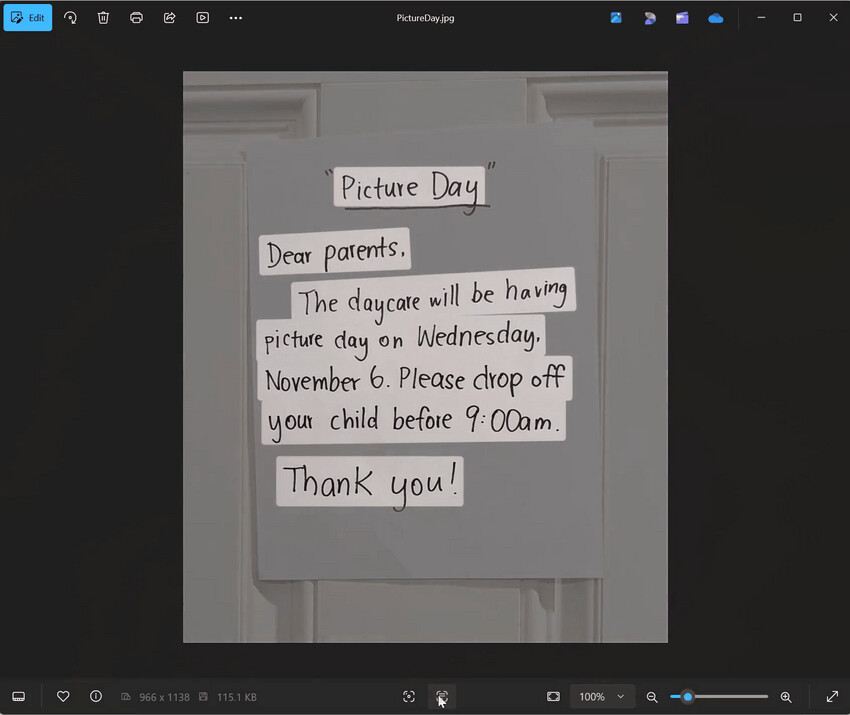 Edit
PictureDay.jpg
"Picture Day"
Dear parents,
The daycare will be having
picture day on Wednesday,
November 6. Please drop off
your child before 9:00am.
Thank you!
966 x 1138
115.1 KB
100%